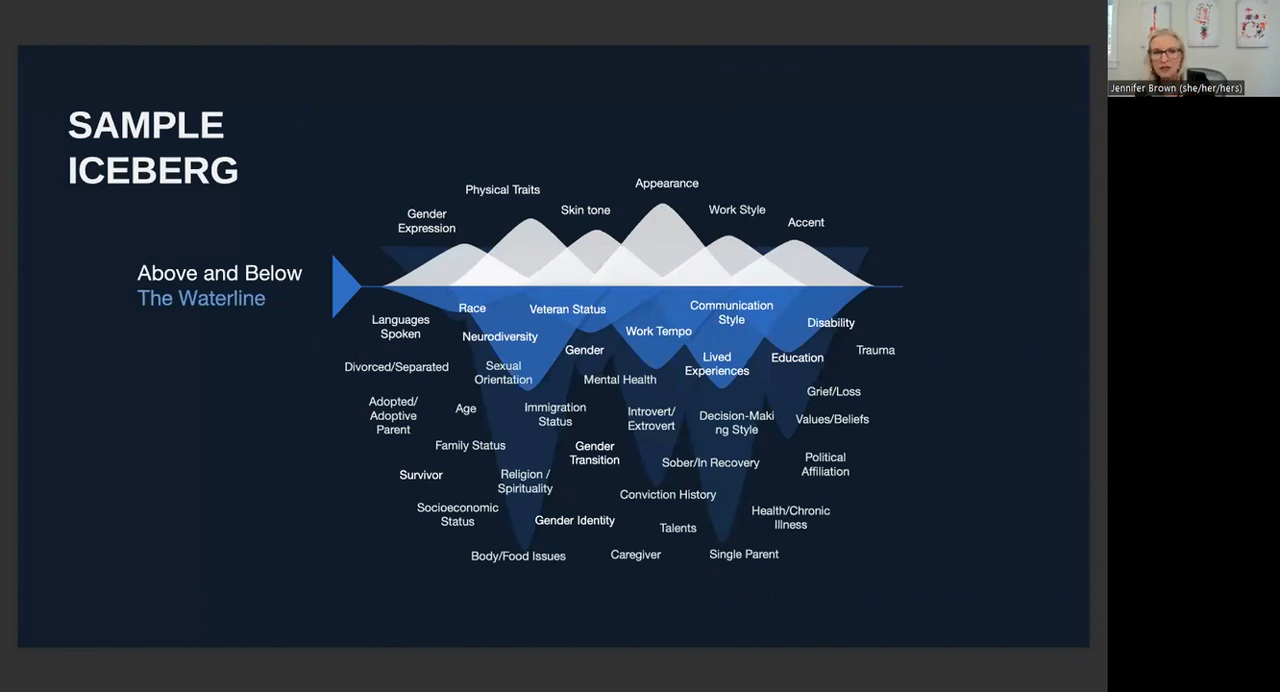 SAMPLE
ICEBERG
Jennifer Brown (she/her/hers)
Above and Below
The Waterline
Appearance
Physical Traits
Skin tone
Work Style
Gender
Expression
Accent
Race
Veteran Status
Communication
Style
Languages
Spoken
Disability
Work Tempo
Neurodiversity
Gender
Trauma
Lived
Experiences
Education
Divorced/Separated
Sexual
Orientation
Mental Health
Grief/Loss
Adopted/
Adoptive
Parent
Age
Immigration
Status
Introvert/
Extrovert
Decision-Maki
ng Style
Values/Beliefs
Family Status
Gender
Transition
Sober/In Recovery
Political
Affiliation
Survivor
Religion /
Spirituality
Conviction History
Socioeconomic
Status
Gender Identity
Talents
Health/Chronic
Illness
Body/Food Issues
Caregiver
Single Parent